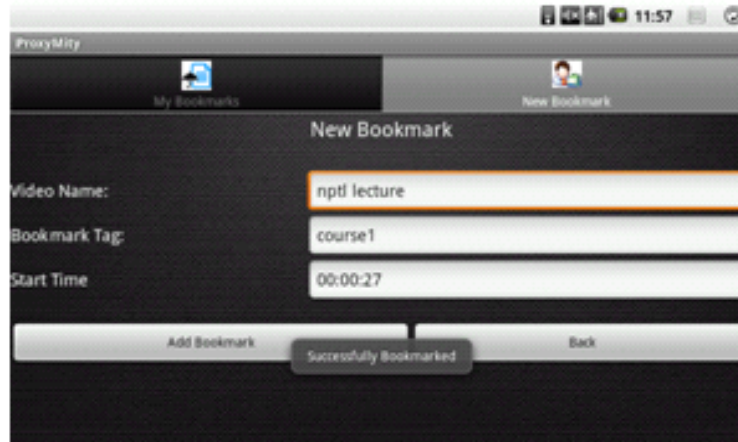 11:57
ProxyMity
My Bookmarks
New Bookmark
New Bookmark
Video Name:
nptl lecture
Bookmark Tag:
course1
Start Time
00:00:27
Add Bookmark
Back
Successfully Bookmarked